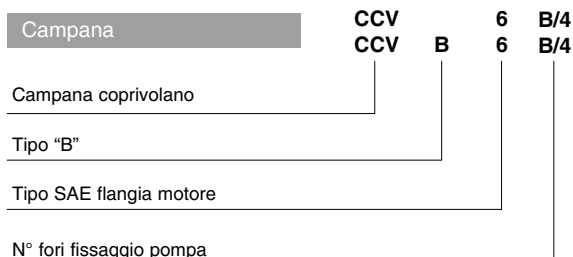 Campana
CCV 6 B/4
CCV B 6 B/4
Campana coprivolano
Tipo “B”
Tipo SAE flangia motore
N° fori fissaggio pompa